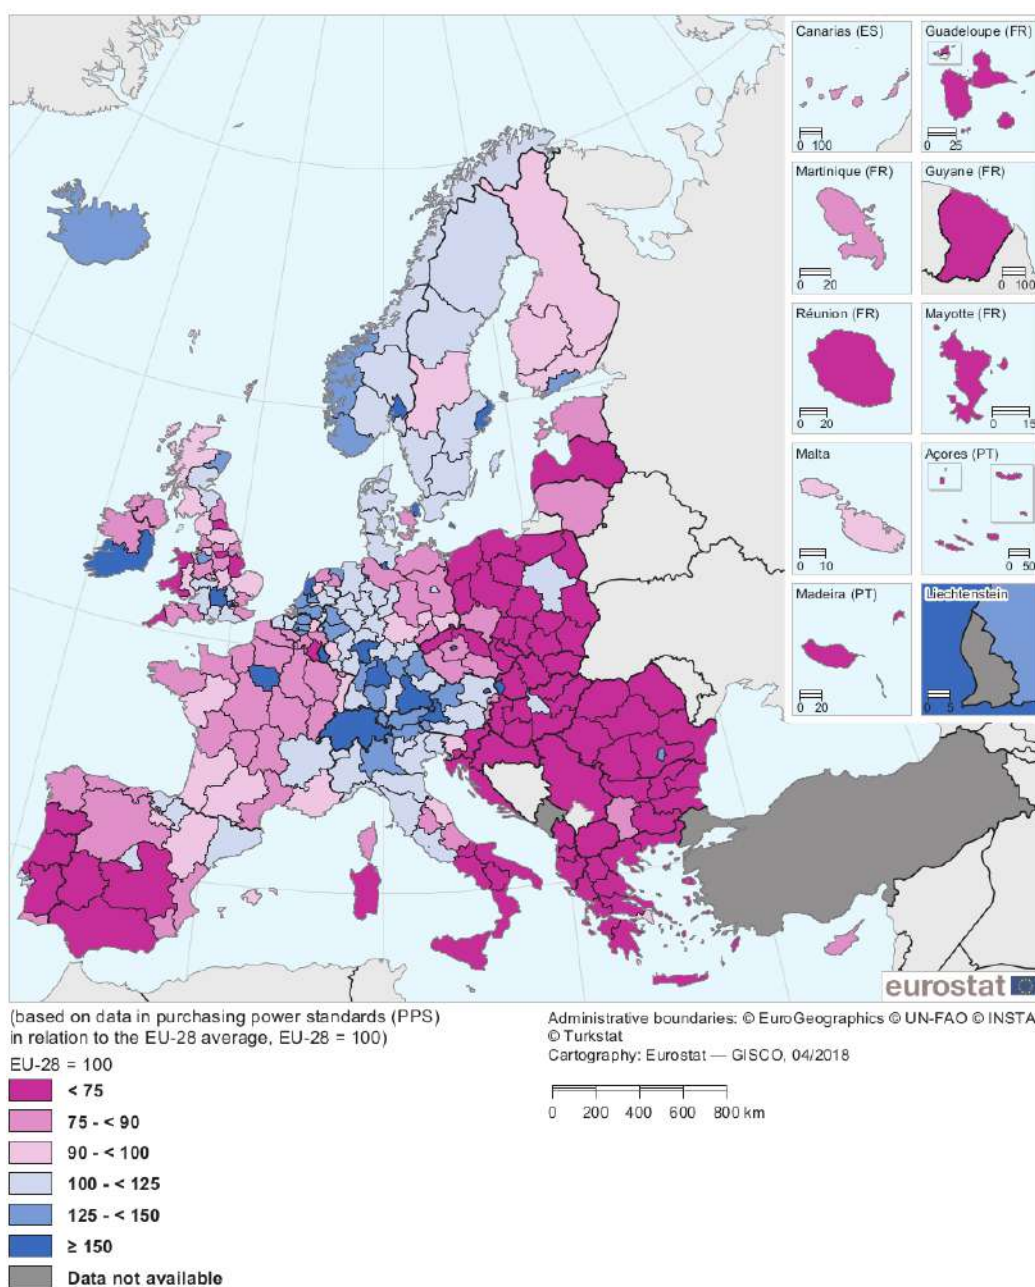 Canarias (ES)
0 100
Guadeloupe (FR)
0 25
Martinique (FR)
0 20
Guyane (FR)
0 100
Réunion (FR)
0 20
Mayotte (FR)
0 15
Malta
0 10
Açores (PT)
0 50
Madeira (PT)
0 20
Liechtenstein
0 5
eurostat
(based on data in purchasing power standards (PPS)
in relation to the EU-28 average, EU-28 = 100)
EU-28 = 100
< 75
75 - < 90
90 - < 100
100 - < 125
125 - < 150
≥ 150
Data not available
Administrative boundaries: © EuroGeographics © UN-FAO © INSTA
© Turkstat
Cartography: Eurostat — GISCO, 04/2018
0 200 400 600 800 km